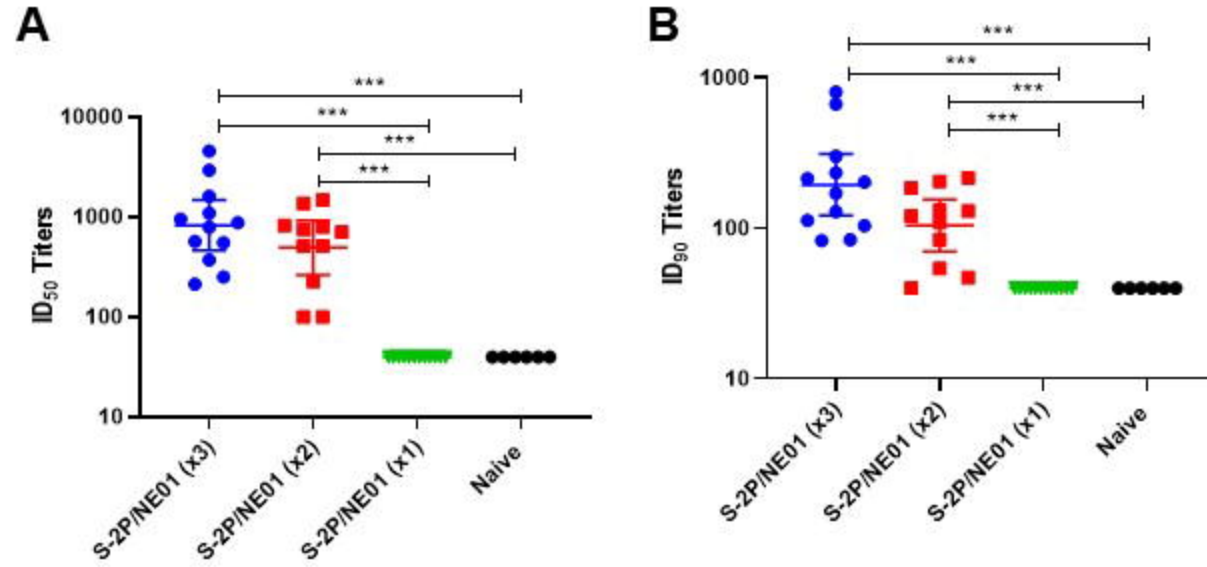 A
ID50 Titers
10000
1000
100
10
***
***
***
***
S-2P/NE01 (x3)
S-2P/NE01 (x2)
S-2P/NE01 (x1)
Naive
B
ID90 Titers
1000
100
10
***
***
***
***
S-2P/NE01 (x3)
S-2P/NE01 (x2)
S-2P/NE01 (x1)
Naive